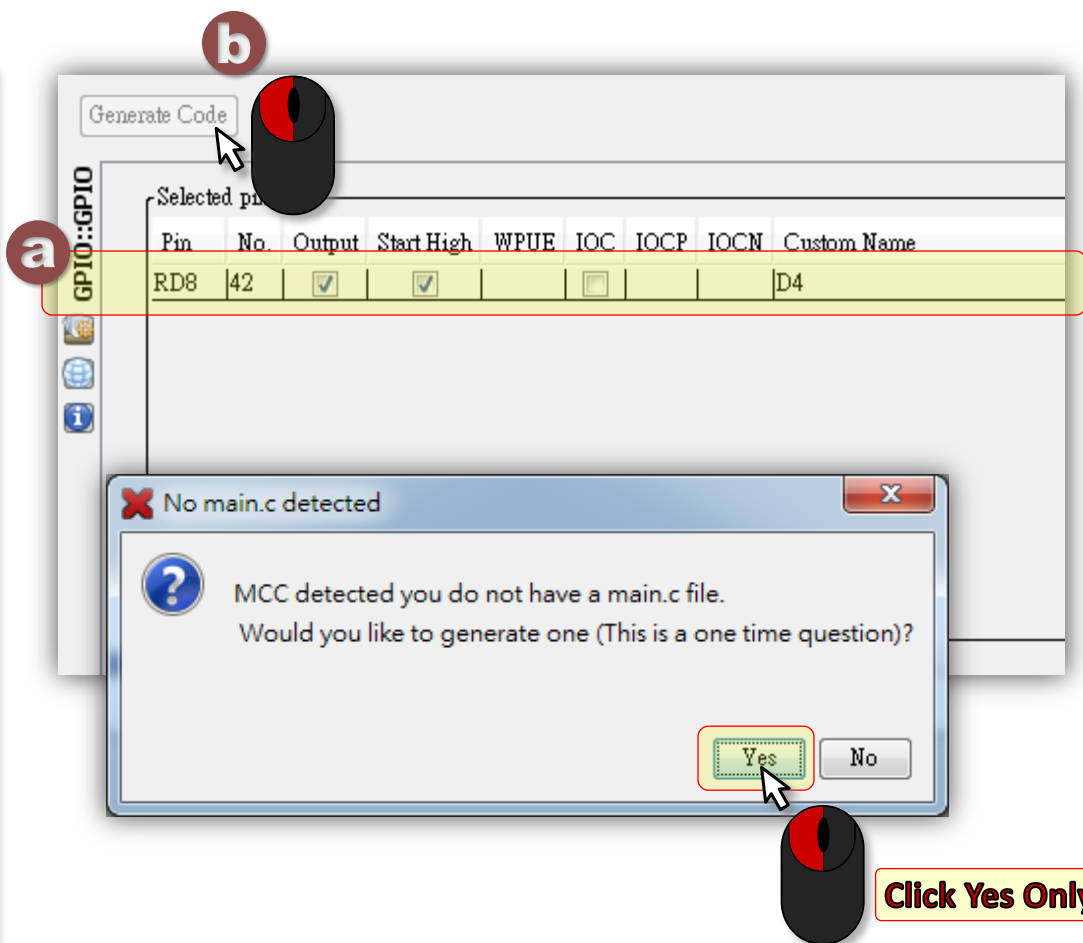 b
Generate Code
GPIO::GPIO
Selected
Pin No. Output Start High WPUE IOC IOCP IOCN Custom Name
a
RD8 42 D4
No main.c detected
MCC detected you do not have a main.c file.
Would you like to generate one (This is a one time question)?
Yes No
Click Yes Only